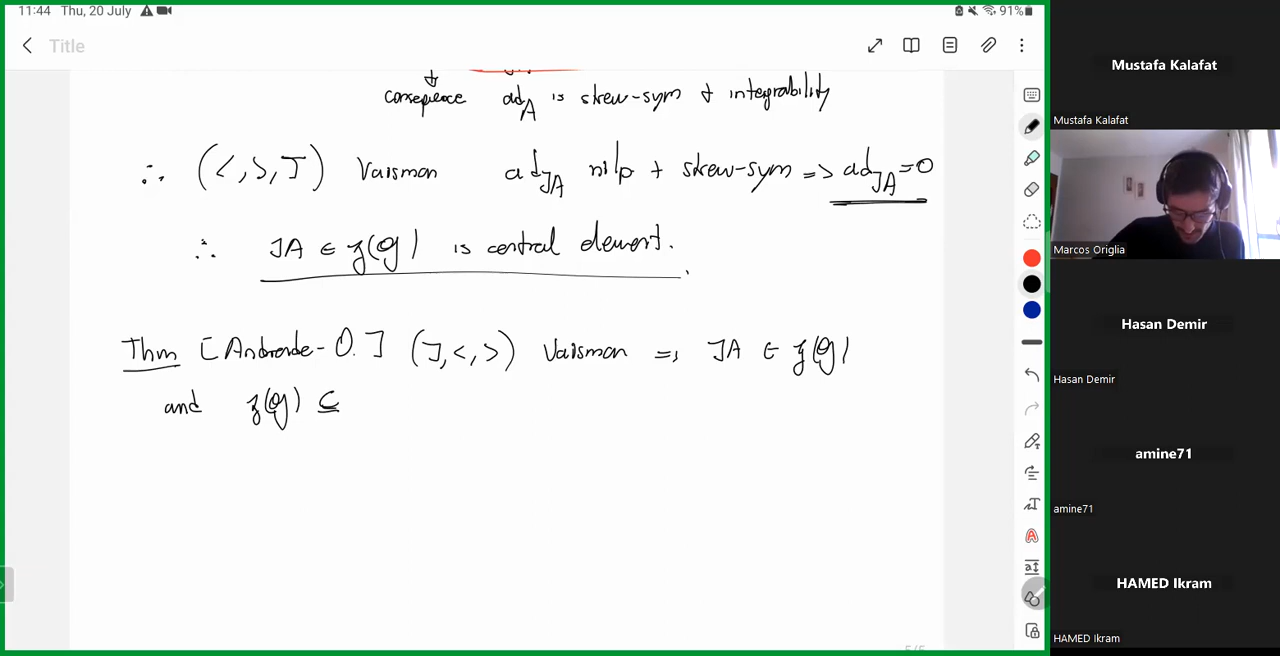 11:44 Thu, 20 July
91%
Title
consequence ad_A is skew-sym + integrability
∴ (<,>,J) Vaisman ad_JA nilp + skew-sym => ad_JA = 0
∴ JA ∈ z(g) is central element.
Thm [Andrada-O.] (J,<,>) Vaisman => JA ∈ z(g)
and z(g) ⊆
5/5
Mustafa Kalafat
Mustafa Kalafat
Marcos Origlia
Hasan Demir
Hasan Demir
amine71
amine71
HAMED Ikram
HAMED Ikram